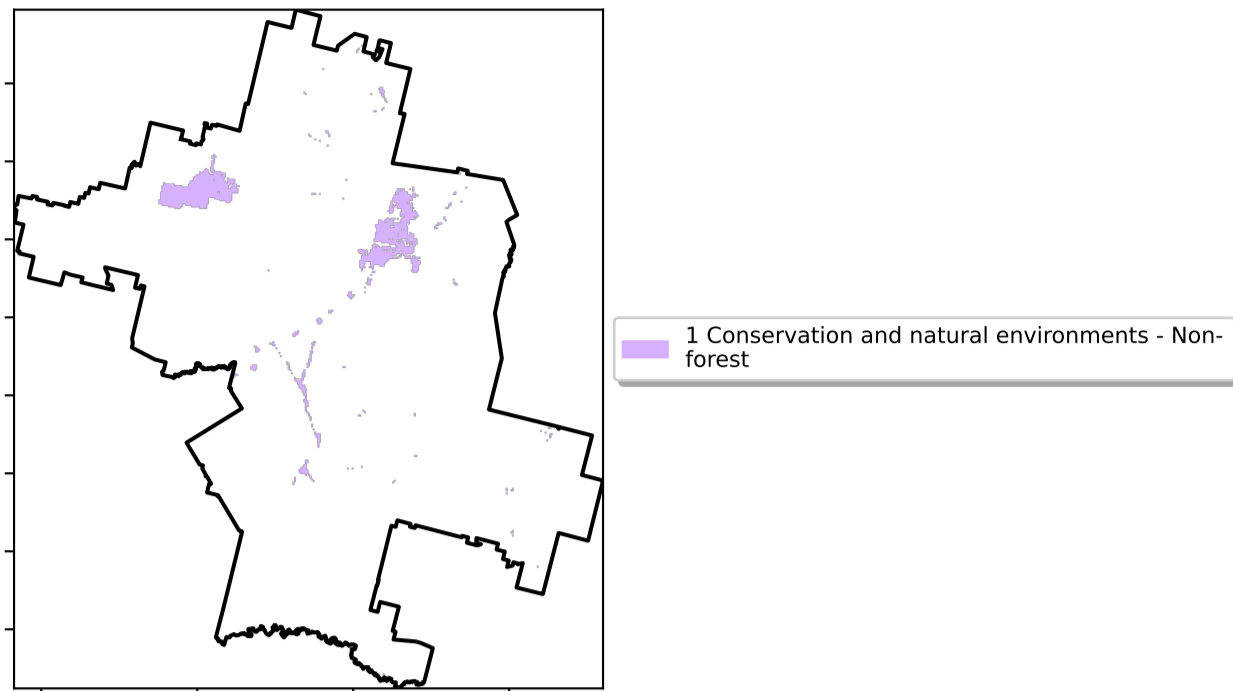 1 Conservation and natural environments - Non-
forest